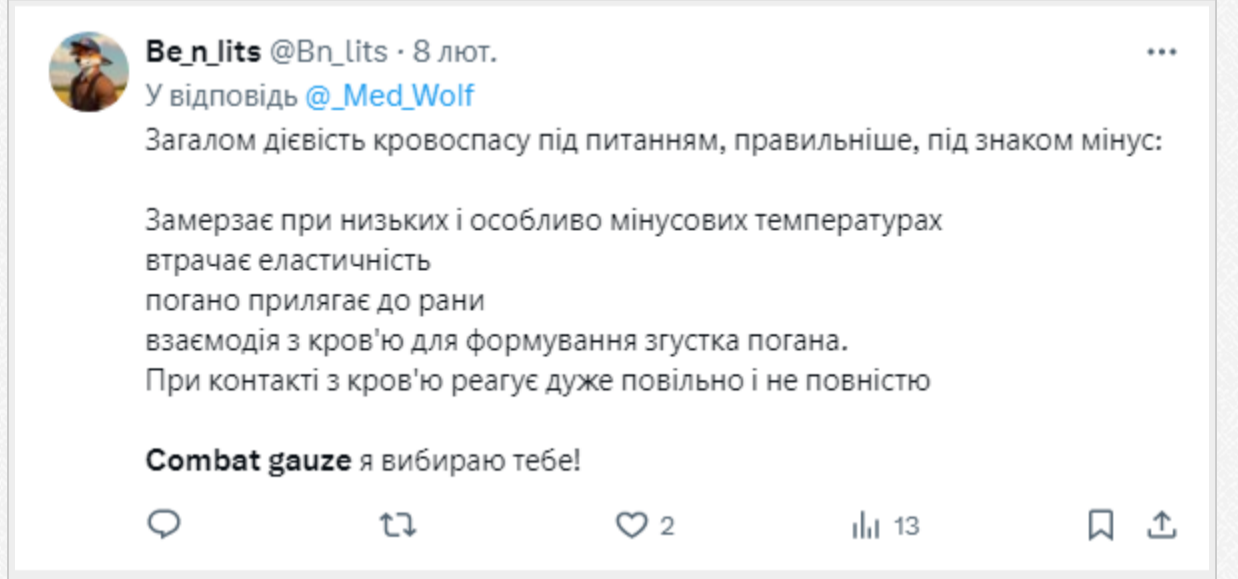 Be_n_lits @Bn_lits · 8 лют.
У відповідь @_Med_Wolf
Загалом дієвість кровоспасу під питанням, правильніше, під знаком мінус:
Замерзає при низьких і особливо мінусових температурах
втрачає еластичність
погано прилягає до рани
взаємодія з кров'ю для формування згустка погана.
При контакті з кров'ю реагує дуже повільно і не повністю
Combat gauze я вибираю тебе!
2 13